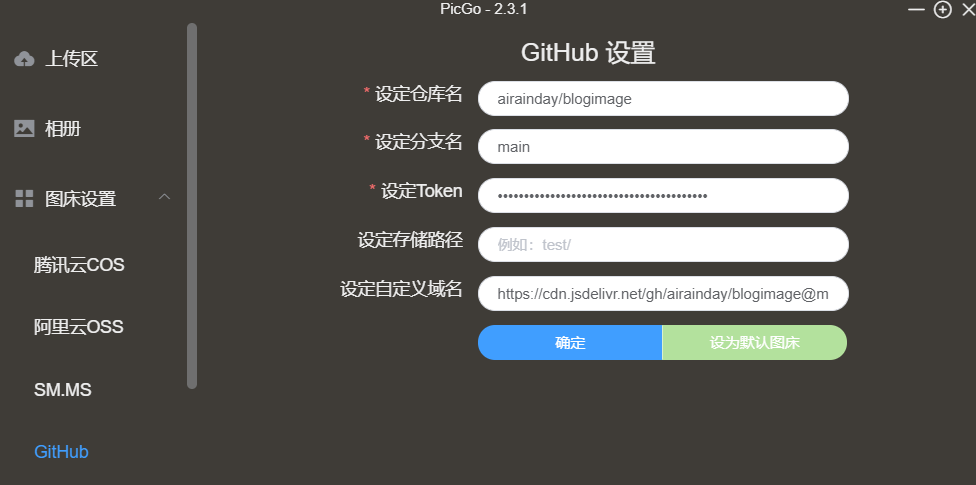 PicGo - 2.3.1
上传区
相册
图床设置
腾讯云COS
阿里云OSS
SM.MS
GitHub
GitHub 设置
* 设定仓库名
airainday/blogimage
* 设定分支名
main
* 设定Token
••••••••••••••••••••••••••••••••••••••••
设定存储路径
例如：test/
设定自定义域名
https://cdn.jsdelivr.net/gh/airainday/blogimage@m
确定
设为默认图床